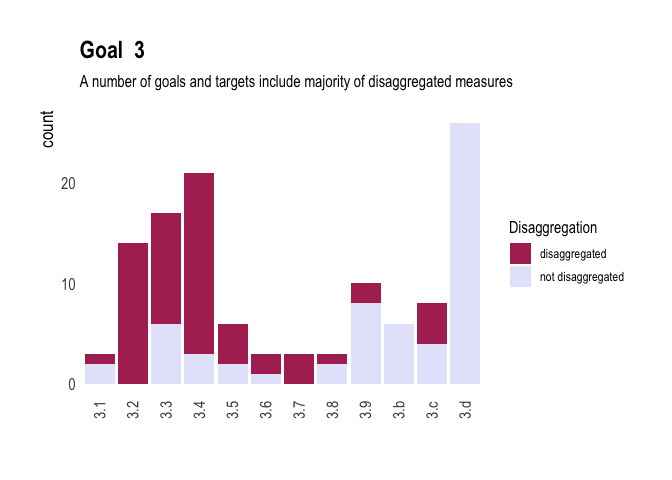 Goal  3
A number of goals and targets include majority of disaggregated measures
count
20
10
0
3.1
3.2
3.3
3.4
3.5
3.6
3.7
3.8
3.9
3.b
3.c
3.d
Disaggregation
disaggregated
not disaggregated